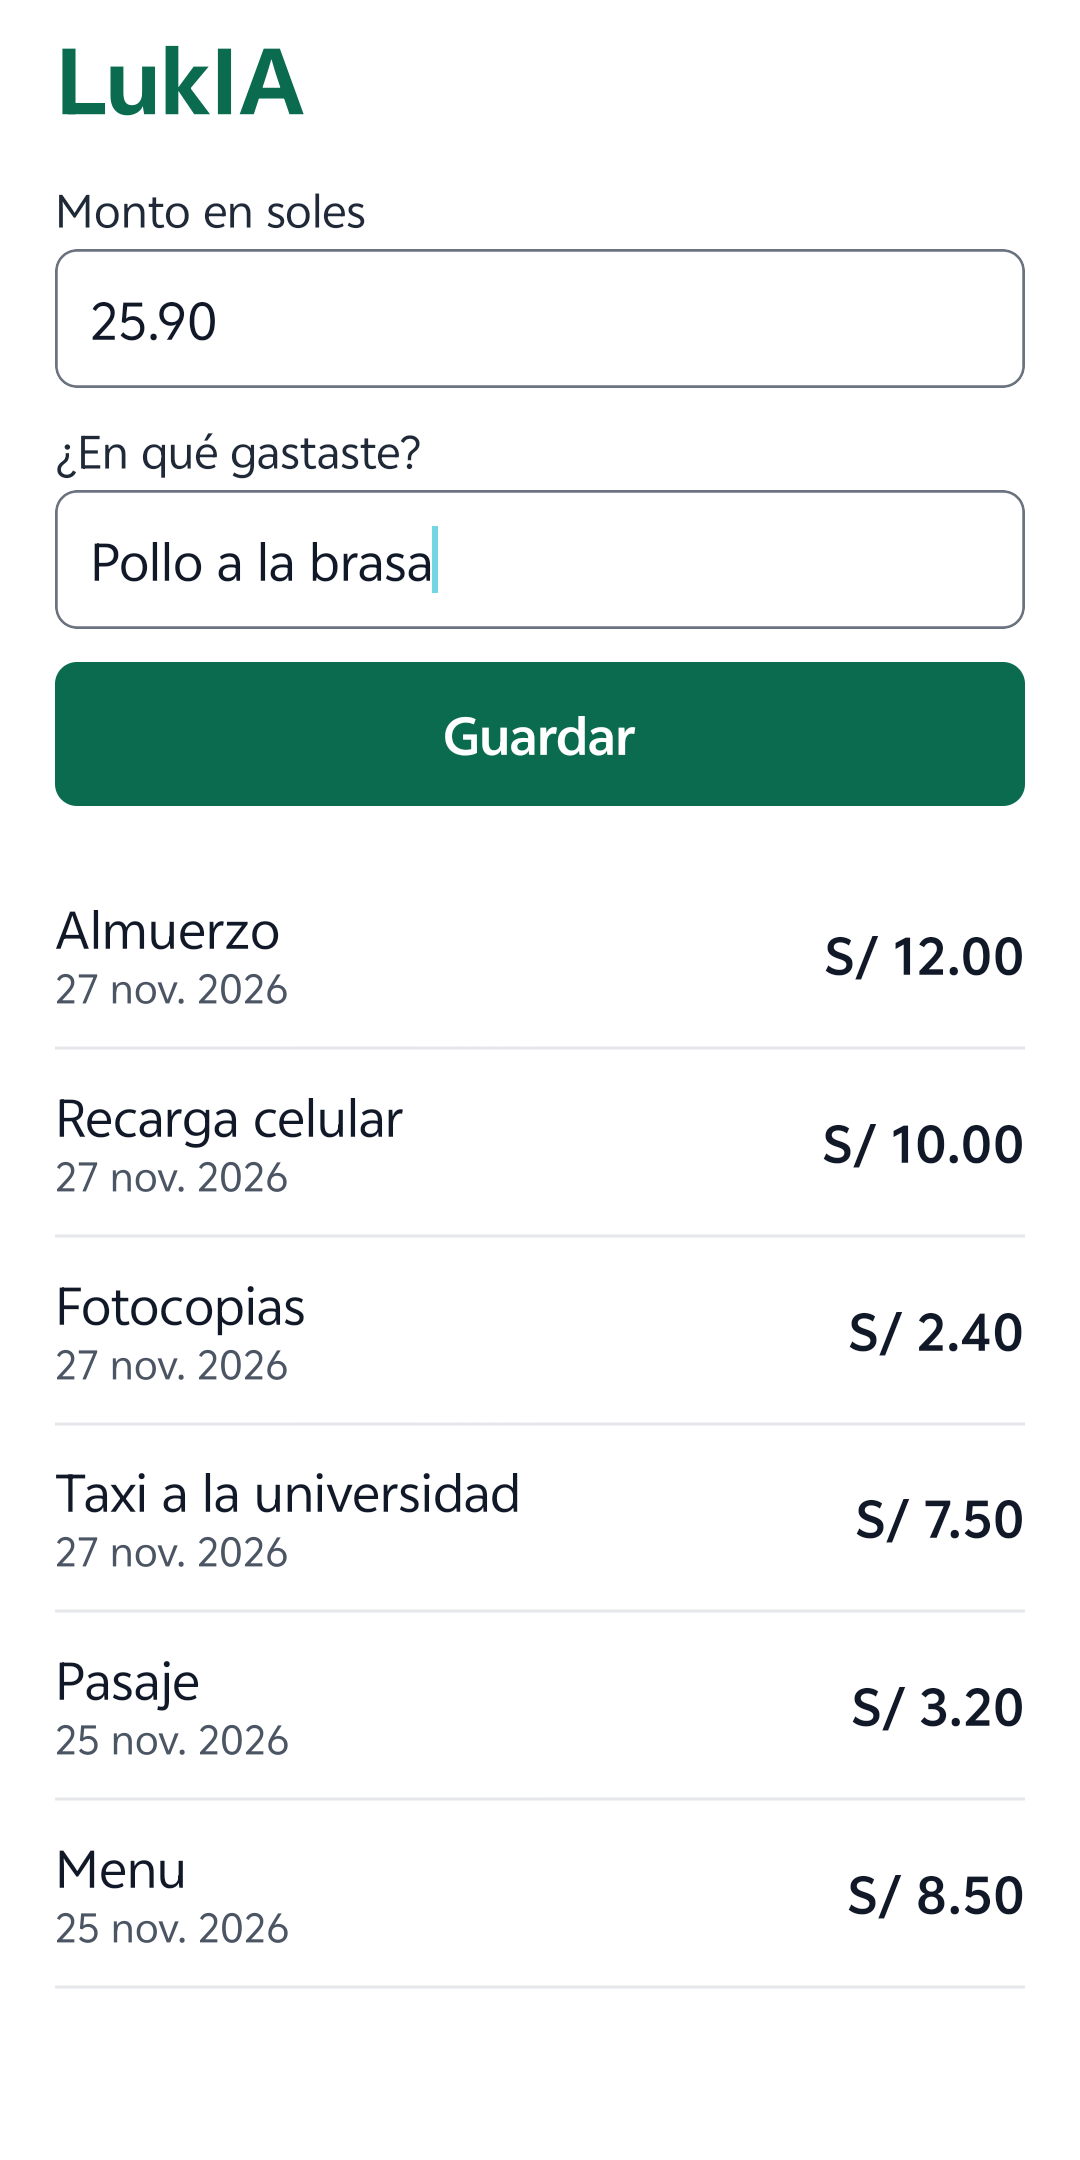 LukIA
Monto en soles
25.90
¿En qué gastaste?
Pollo a la brasa
Guardar
Almuerzo
27 nov. 2026
S/ 12.00
Recarga celular
27 nov. 2026
S/ 10.00
Fotocopias
27 nov. 2026
S/ 2.40
Taxi a la universidad
27 nov. 2026
S/ 7.50
Pasaje
25 nov. 2026
S/ 3.20
Menu
25 nov. 2026
S/ 8.50